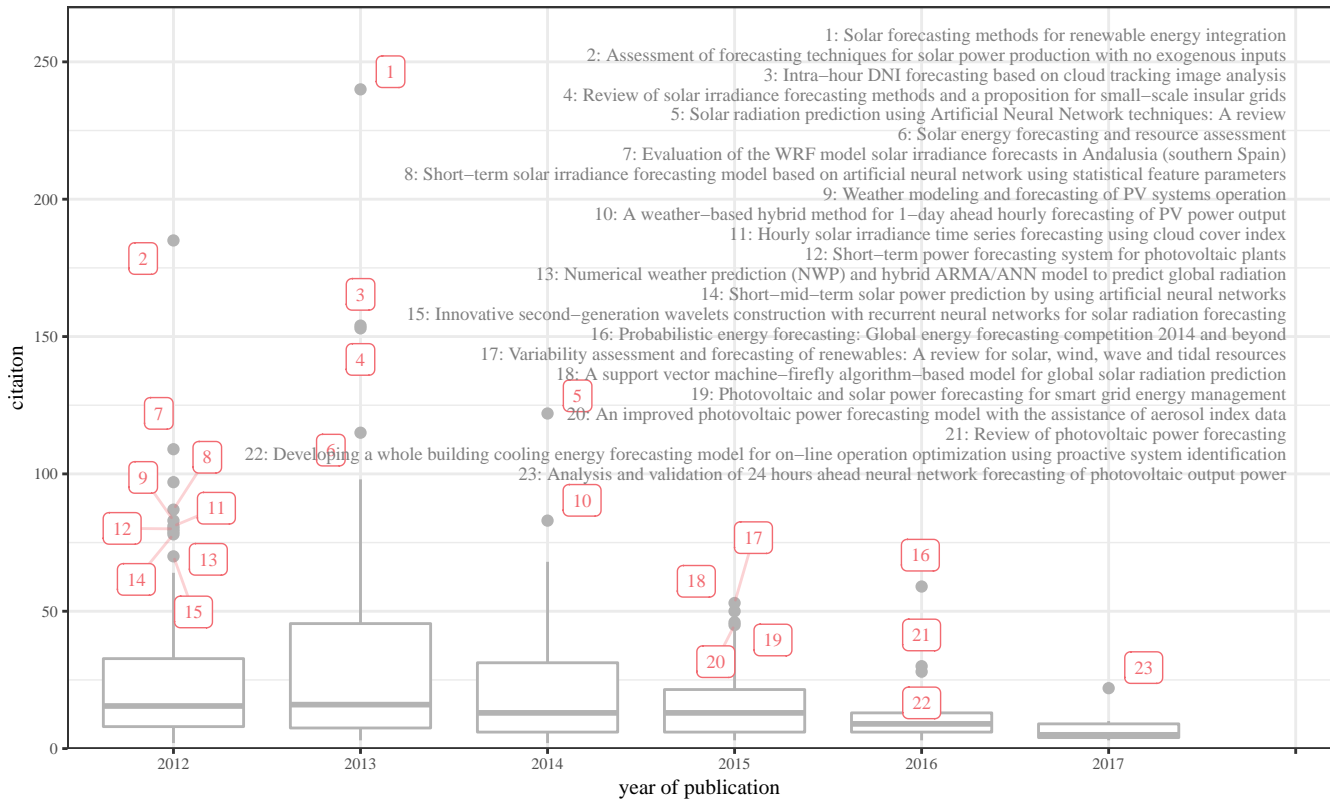 1: Solar forecasting methods for renewable energy integration
2: Assessment of forecasting techniques for solar power production with no exogenous inputs
3: Intra−hour DNI forecasting based on cloud tracking image analysis
4: Review of solar irradiance forecasting methods and a proposition for small−scale insular grids
5: Solar radiation prediction using Artificial Neural Network techniques: A review
6: Solar energy forecasting and resource assessment
7: Evaluation of the WRF model solar irradiance forecasts in Andalusia (southern Spain)
8: Short−term solar irradiance forecasting model based on artificial neural network using statistical feature parameters
9: Weather modeling and forecasting of PV systems operation
10: A weather−based hybrid method for 1−day ahead hourly forecasting of PV power output
11: Hourly solar irradiance time series forecasting using cloud cover index
12: Short−term power forecasting system for photovoltaic plants
13: Numerical weather prediction (NWP) and hybrid ARMA/ANN model to predict global radiation
14: Short−mid−term solar power prediction by using artificial neural networks
15: Innovative second−generation wavelets construction with recurrent neural networks for solar radiation forecasting
16: Probabilistic energy forecasting: Global energy forecasting competition 2014 and beyond
17: Variability assessment and forecasting of renewables: A review for solar, wind, wave and tidal resources
18: A support vector machine−firefly algorithm−based model for global solar radiation prediction
19: Photovoltaic and solar power forecasting for smart grid energy management
20: An improved photovoltaic power forecasting model with the assistance of aerosol index data
21: Review of photovoltaic power forecasting
22: Developing a whole building cooling energy forecasting model for on−line operation optimization using proactive system identification
23: Analysis and validation of 24 hours ahead neural network forecasting of photovoltaic output power
250
200
150
100
50
0
citaiton
1
2
3
4
5
6
7
8
9
10
11
12
13
14
15
16
17
18
19
20
21
22
23
2012 2013 2014 2015 2016 2017
year of publication